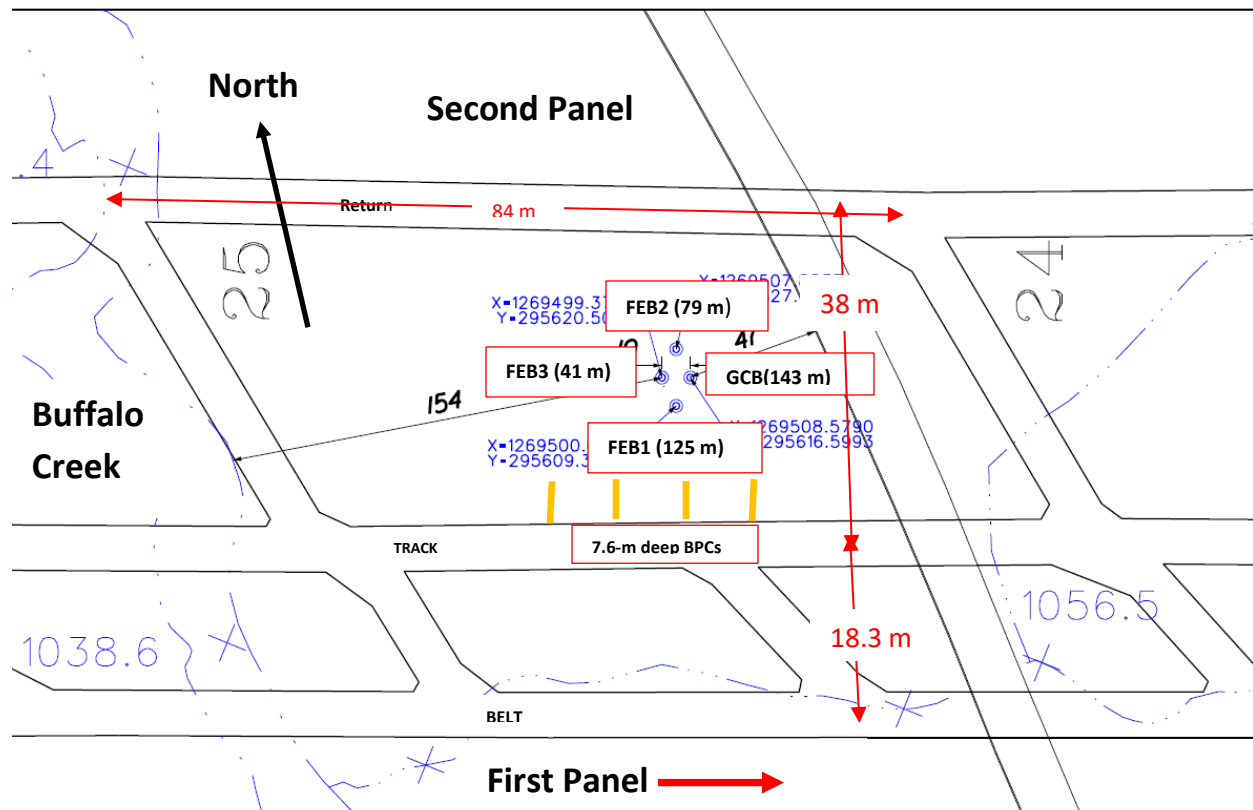 North
Second Panel
.4
Return
84 m
25
24
X=1269507.
27.
X=1269499.37
Y=295620.50
FEB2 (79 m)
38 m
41
FEB3 (41 m)
GCB(143 m)
154
Buffalo
Creek
X=1269508.5790
295616.5993
X=1269500.
Y=295609.3
FEB1 (125 m)
TRACK
7.6-m deep BPCs
1056.5
1038.6
18.3 m
BELT
First Panel